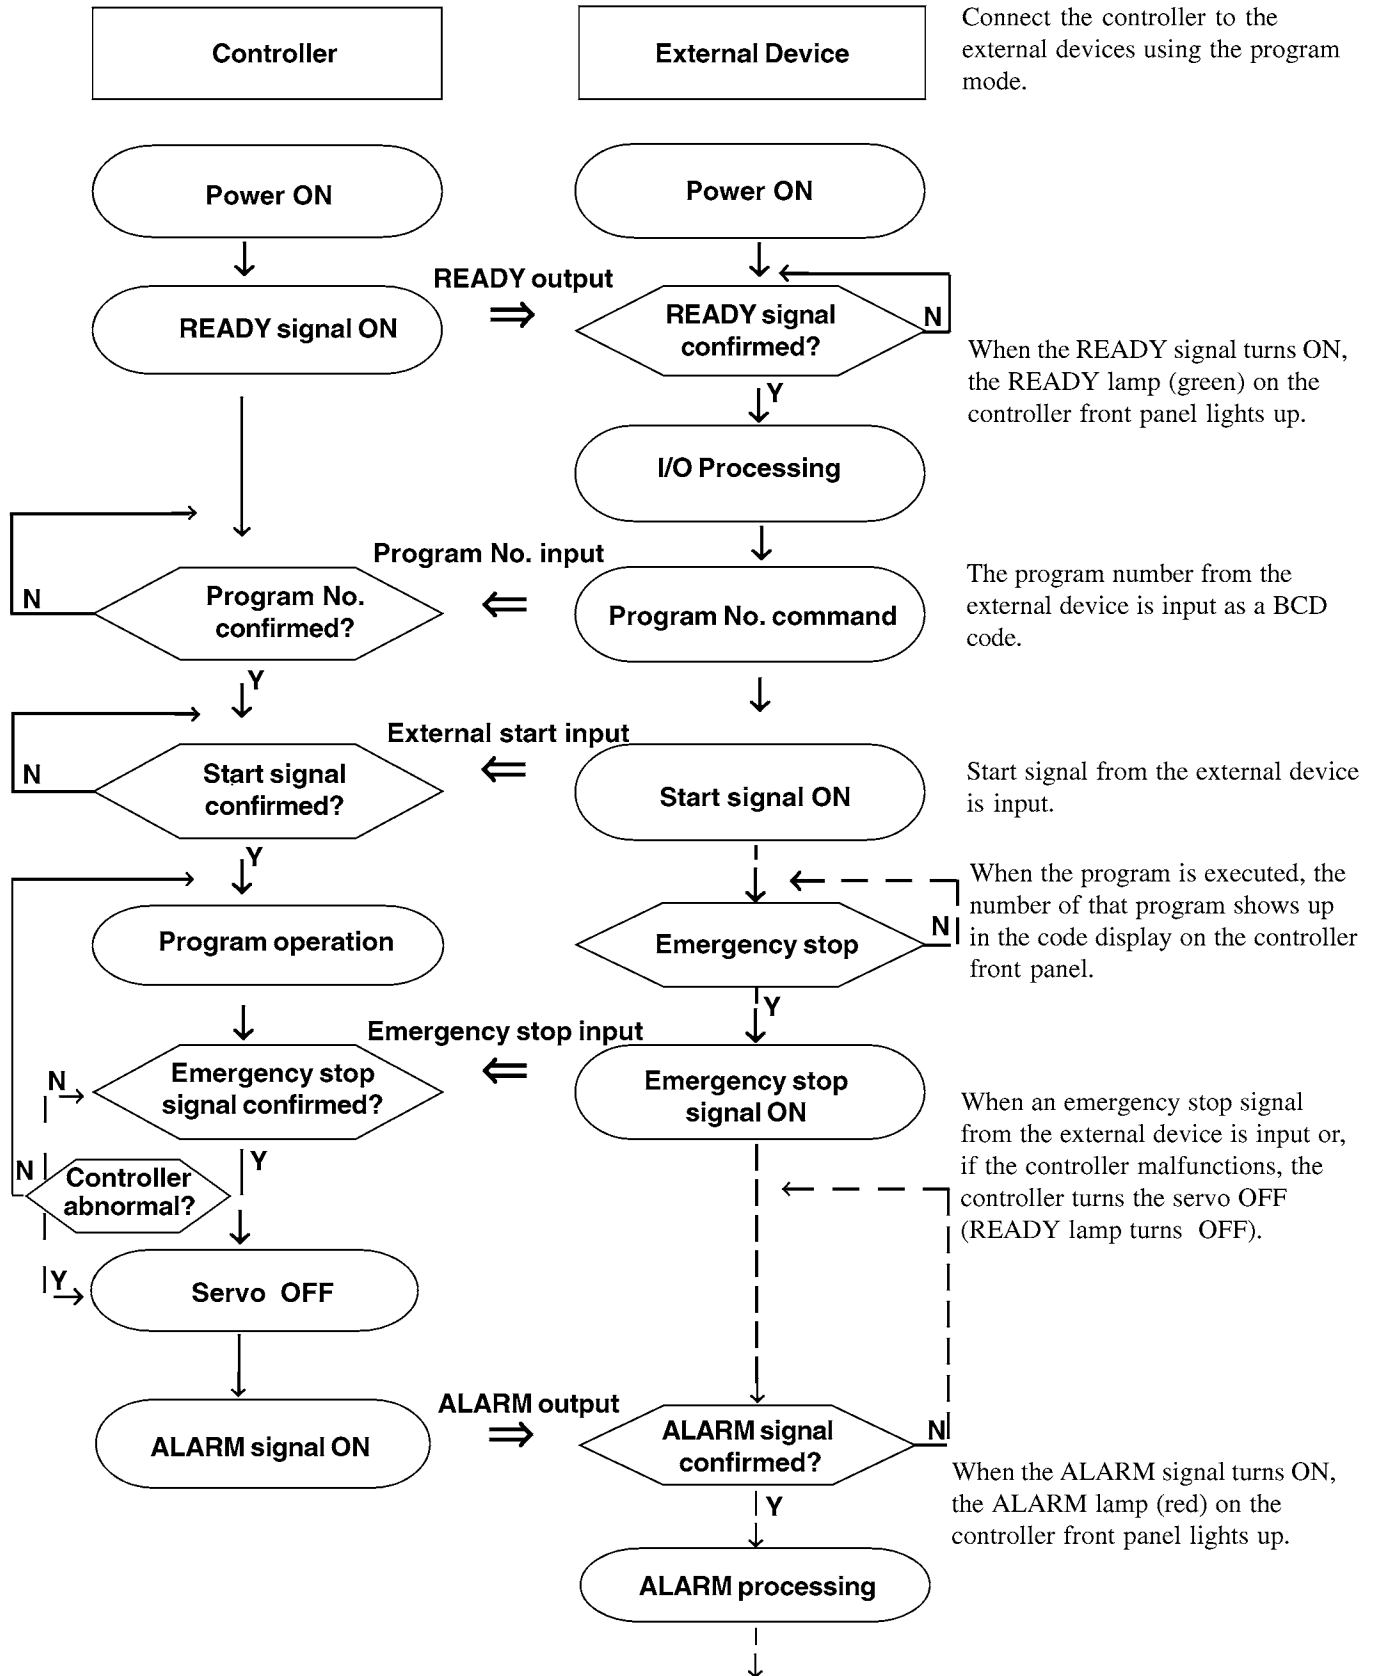 Controller
External Device
Connect the controller to the
external devices using the program
mode.
Power ON
Power ON
READY output
READY signal ON
READY signal
confirmed?
N
When the READY signal turns ON,
the READY lamp (green) on the
controller front panel lights up.
Y
I/O Processing
Program No. input
N
Program No.
confirmed?
Program No. command
The program number from the
external device is input as a BCD
code.
Y
External start input
N
Start signal
confirmed?
Start signal ON
Start signal from the external device
is input.
Y
When the program is executed, the
number of that program shows up
in the code display on the controller
front panel.
Program operation
Emergency stop
N
Y
Emergency stop input
N
Emergency stop
signal confirmed?
Emergency stop
signal ON
When an emergency stop signal
from the external device is input or,
if the controller malfunctions, the
controller turns the servo OFF
(READY lamp turns OFF).
Y
N
Controller
abnormal?
Y
Servo OFF
ALARM output
ALARM signal ON
ALARM signal
confirmed?
N
When the ALARM signal turns ON,
the ALARM lamp (red) on the
controller front panel lights up.
Y
ALARM processing